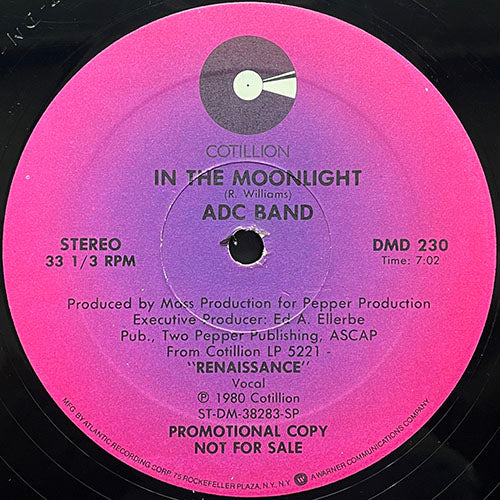 COTILLION
IN THE MOONLIGHT
(R. Williams)
ADC BAND
STEREO
33 1/3 RPM
DMD 230
Time: 7:02
Produced by Mass Production for Pepper Production
Executive Producer: Ed A. Ellerbe
Pub., Two Pepper Publishing, ASCAP
From Cotillion LP 5221 -
"RENAISSANCE"
Vocal
℗ 1980 Cotillion
ST-DM-38283-SP
PROMOTIONAL COPY
NOT FOR SALE
MFG. BY ATLANTIC RECORDING CORP. 75 ROCKEFELLER PLAZA, N.Y. N.Y. A WARNER COMMUNICATIONS COMPANY